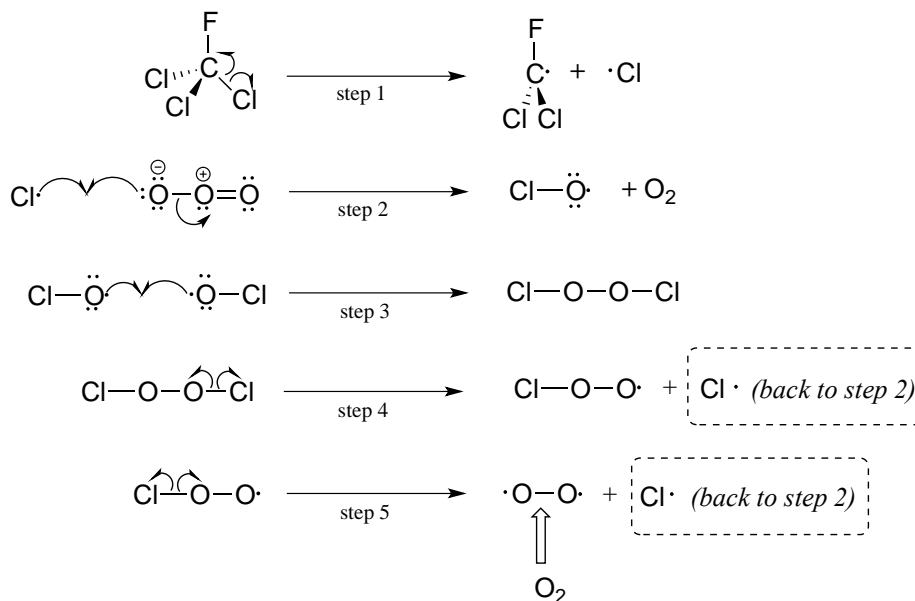 F
Cl C Cl
Cl
step 1
F
C· + ·Cl
Cl Cl
Cl· :O–O=O
⊖ ⊕
step 2
Cl–O· + O2
Cl–O· ·O–Cl
step 3
Cl–O–O–Cl
Cl–O–O–Cl
step 4
Cl–O–O· + Cl· (back to step 2)
Cl–O–O·
step 5
·O–O· + Cl· (back to step 2)
O2